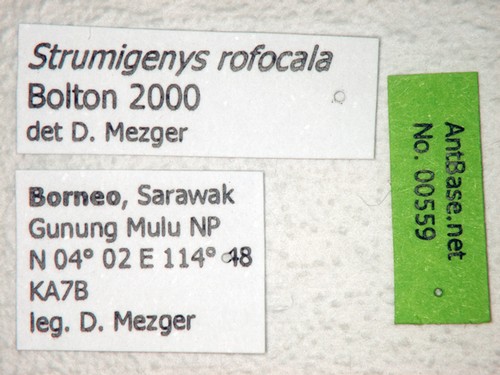 Strumigenys rofocala
Bolton 2000
det D. Mezger
Borneo, Sarawak
Gunung Mulu NP
N 04° 02 E 114° 48
KA7B
leg. D. Mezger
AntBase.net
No. 00559